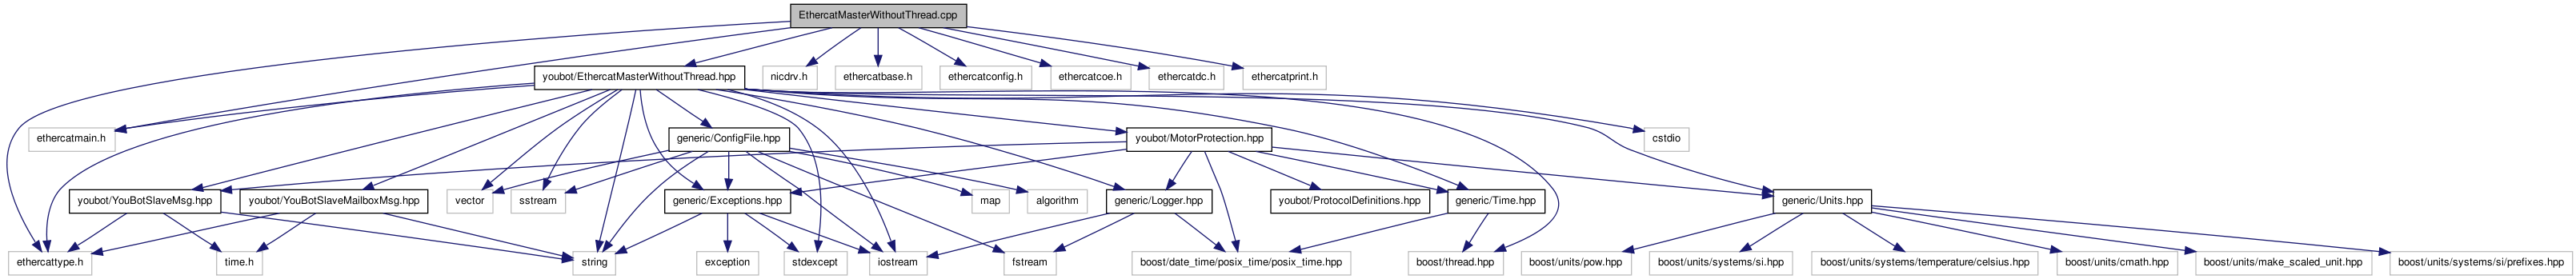 EthercatMasterWithoutThread.cpp
youbot/EthercatMasterWithoutThread.hpp
nicdrv.h
ethercatbase.h
ethercatconfig.h
ethercatcoe.h
ethercatdc.h
ethercatprint.h
ethercatmain.h
generic/ConfigFile.hpp
youbot/MotorProtection.hpp
cstdio
youbot/YouBotSlaveMsg.hpp
youbot/YouBotSlaveMailboxMsg.hpp
vector
sstream
generic/Exceptions.hpp
map
algorithm
generic/Logger.hpp
youbot/ProtocolDefinitions.hpp
generic/Time.hpp
generic/Units.hpp
ethercattype.h
time.h
string
exception
stdexcept
iostream
fstream
boost/date_time/posix_time/posix_time.hpp
boost/thread.hpp
boost/units/pow.hpp
boost/units/systems/si.hpp
boost/units/systems/temperature/celsius.hpp
boost/units/cmath.hpp
boost/units/make_scaled_unit.hpp
boost/units/systems/si/prefixes.hpp